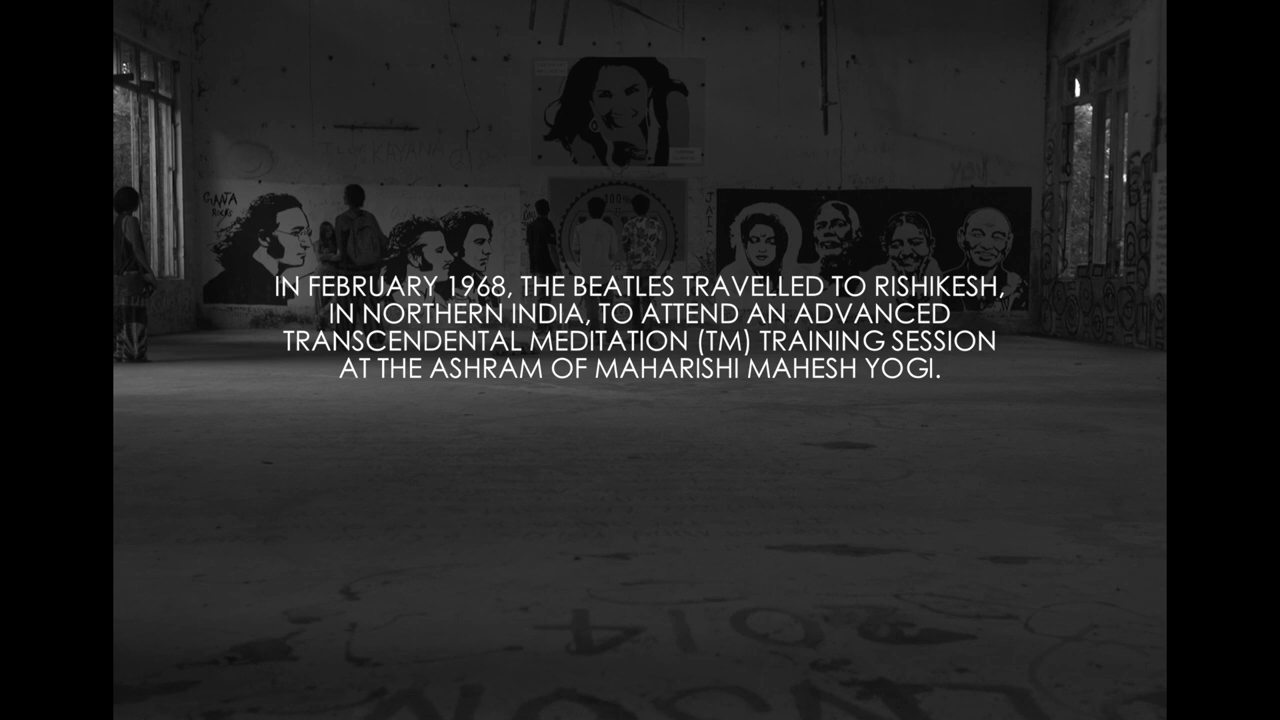 GANJA
IN FEBRUARY 1968, THE BEATLES TRAVELLED TO RISHIKESH,
IN NORTHERN INDIA, TO ATTEND AN ADVANCED
TRANSCENDENTAL MEDITATION (TM) TRAINING SESSION
AT THE ASHRAM OF MAHARISHI MAHESH YOGI.